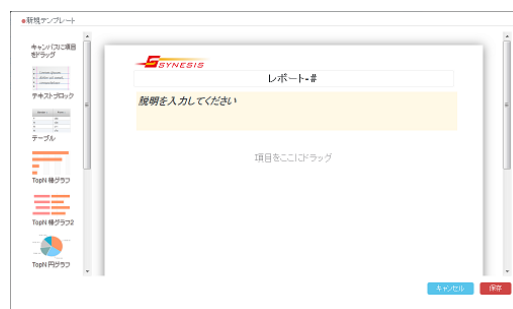 新規テンプレート
キャンバスに項目
をドラッグ
テキストブロック
テーブル
TopN 棒グラフ
TopN 棒グラフ2
TopN 円グラフ
SYNESIS
レポート-#
説明を入力してください
項目をここにドラッグ
キャンセル
保存